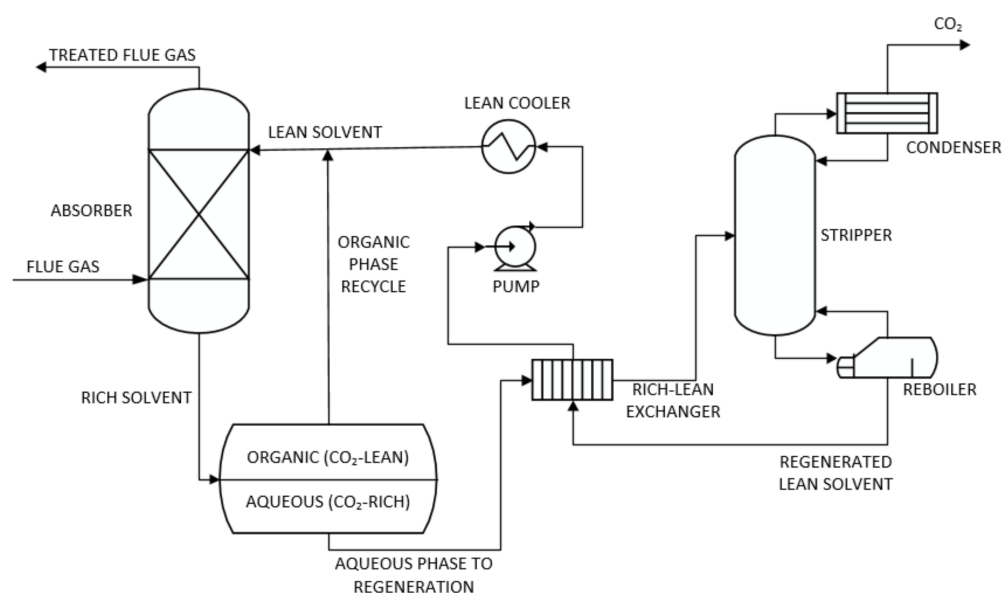 CO₂
TREATED FLUE GAS
LEAN COOLER
LEAN SOLVENT
CONDENSER
ABSORBER
STRIPPER
ORGANIC
PHASE
RECYCLE
FLUE GAS
PUMP
RICH SOLVENT
RICH-LEAN
EXCHANGER
REBOILER
ORGANIC (CO₂-LEAN)
AQUEOUS (CO₂-RICH)
REGENERATED
LEAN SOLVENT
AQUEOUS PHASE TO
REGENERATION